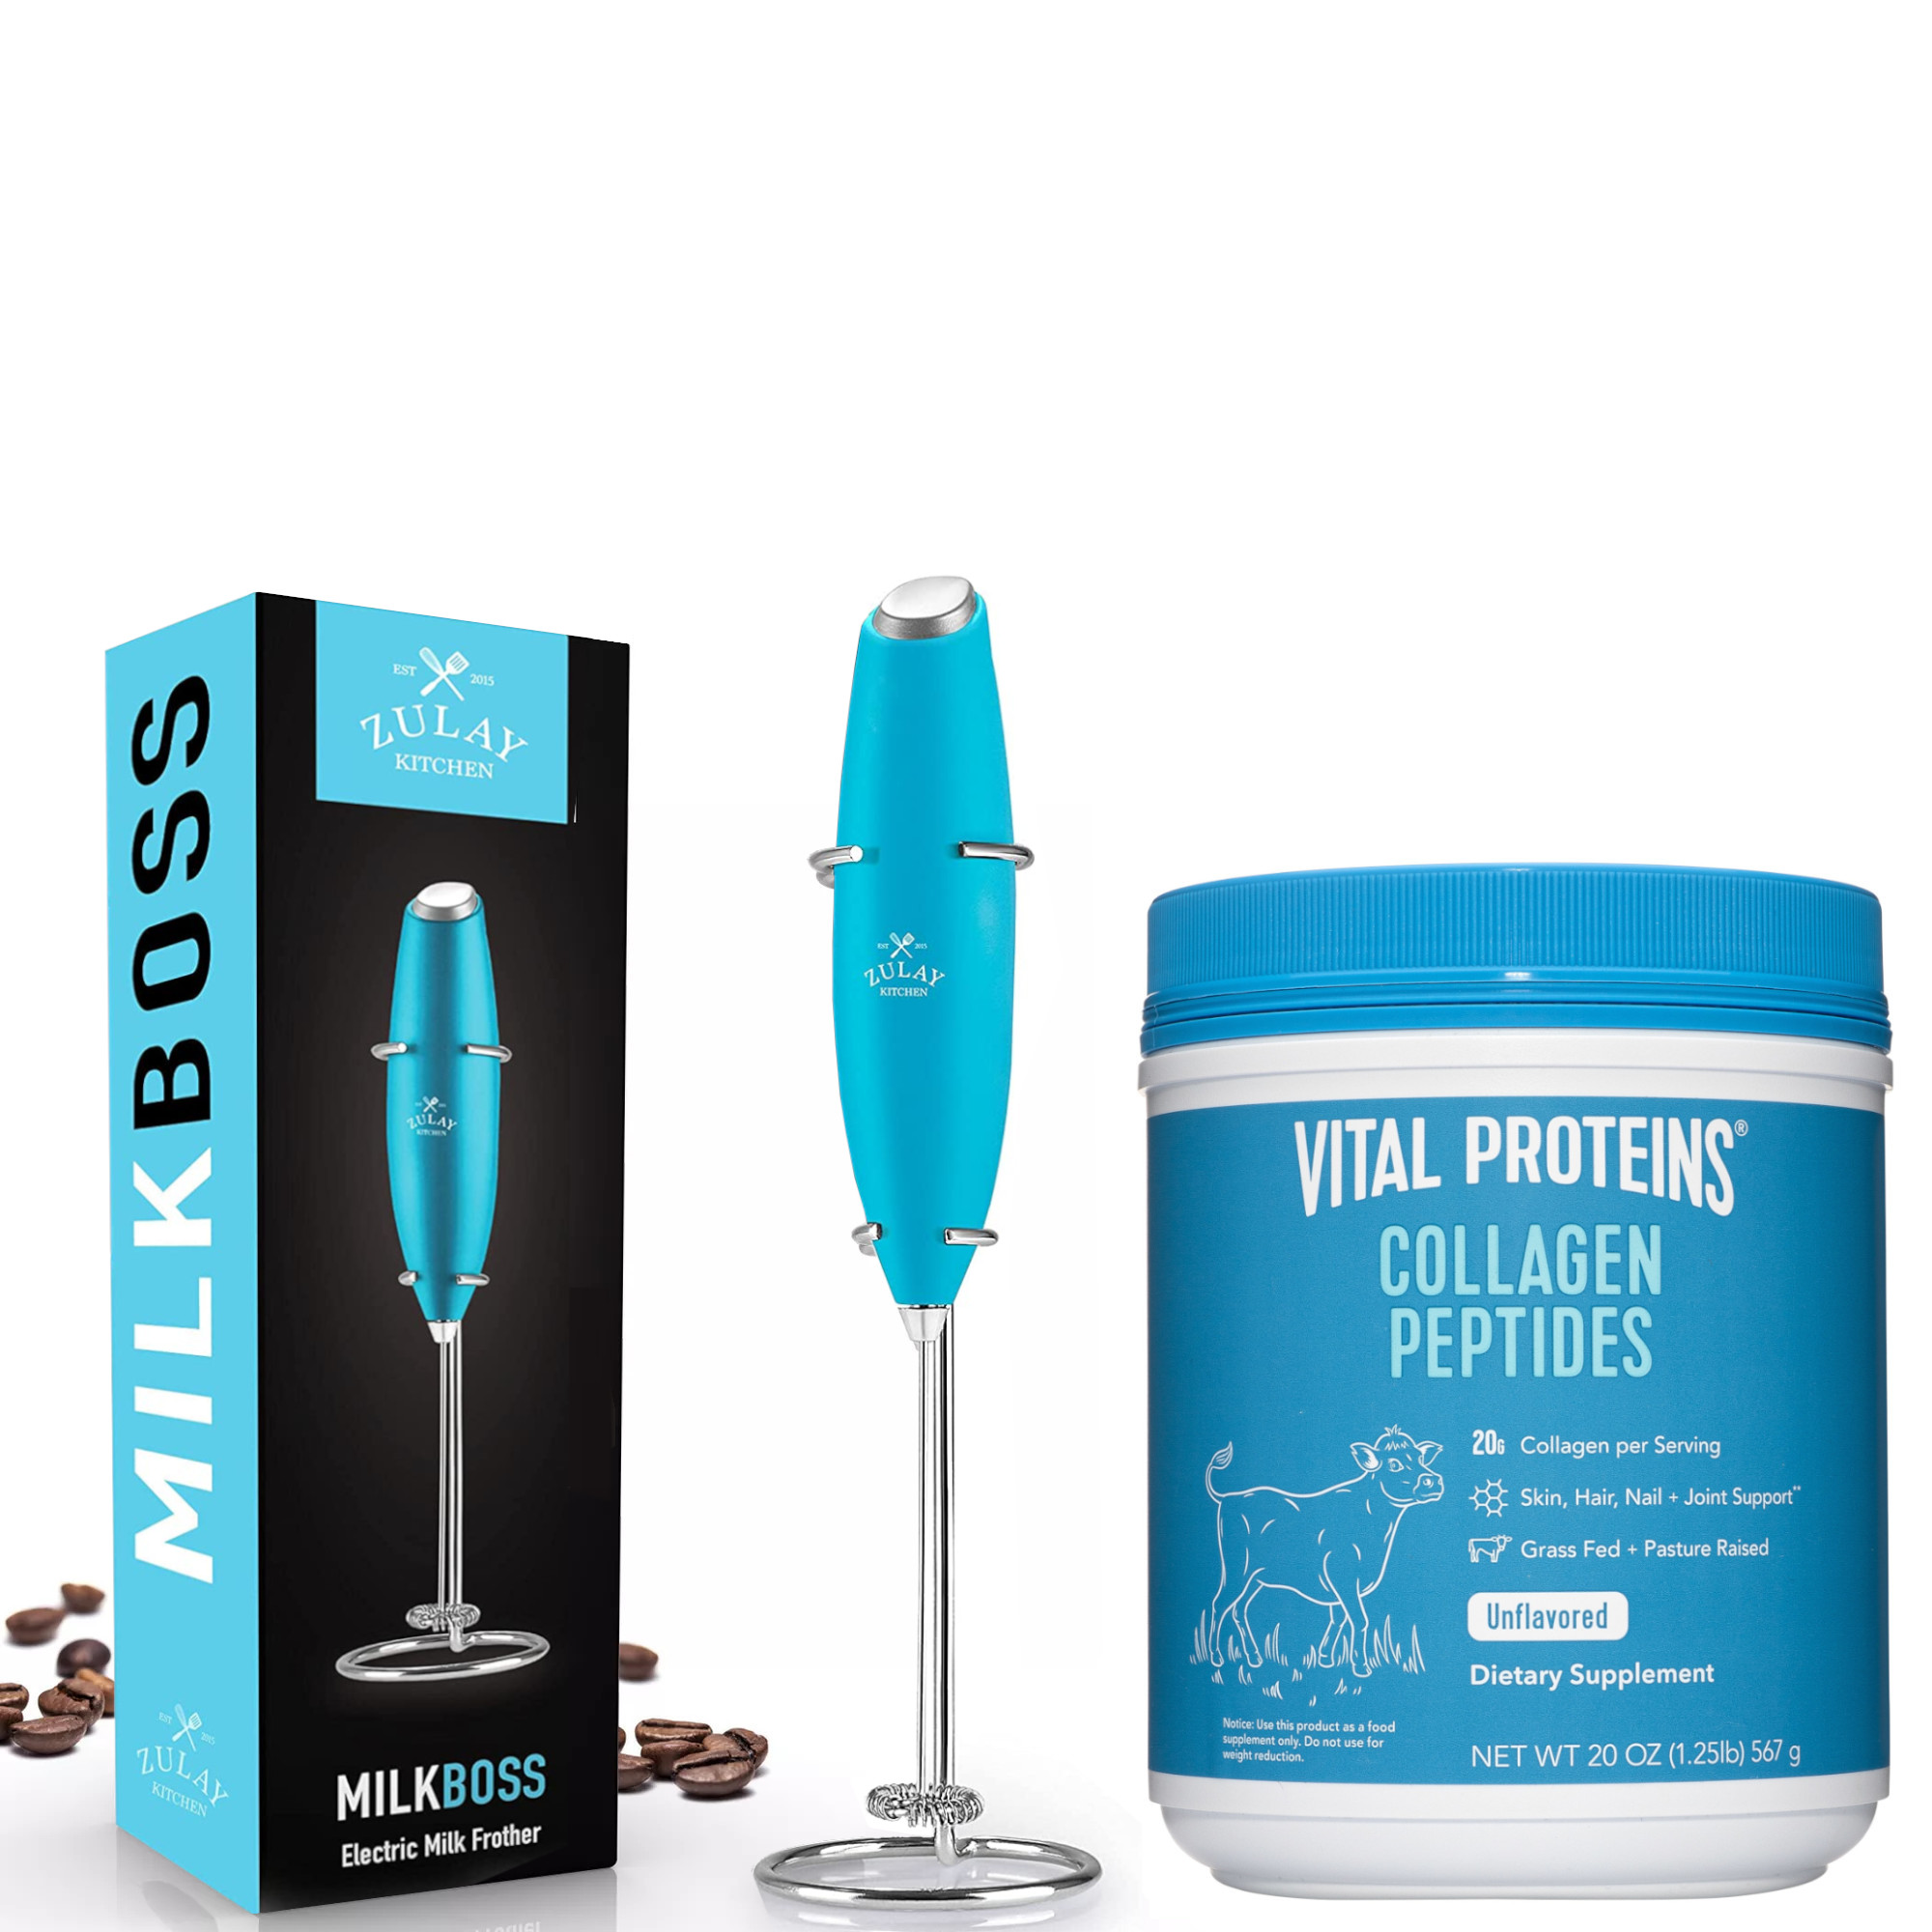 MILKBOSS
EST 2015
ZULAY
KITCHEN
EST 2015
ZULAY
KITCHEN
ZULAY
KITCHEN
MILKBOSS
Electric Milk Frother
EST 2015
ZULAY
KITCHEN
VITAL PROTEINS®
COLLAGEN
PEPTIDES
20G Collagen per Serving
Skin, Hair, Nail + Joint Support**
Grass Fed + Pasture Raised
Unflavored
Dietary Supplement
Notice: Use this product as a food
supplement only. Do not use for
weight reduction.
NET WT 20 OZ (1.25lb) 567 g